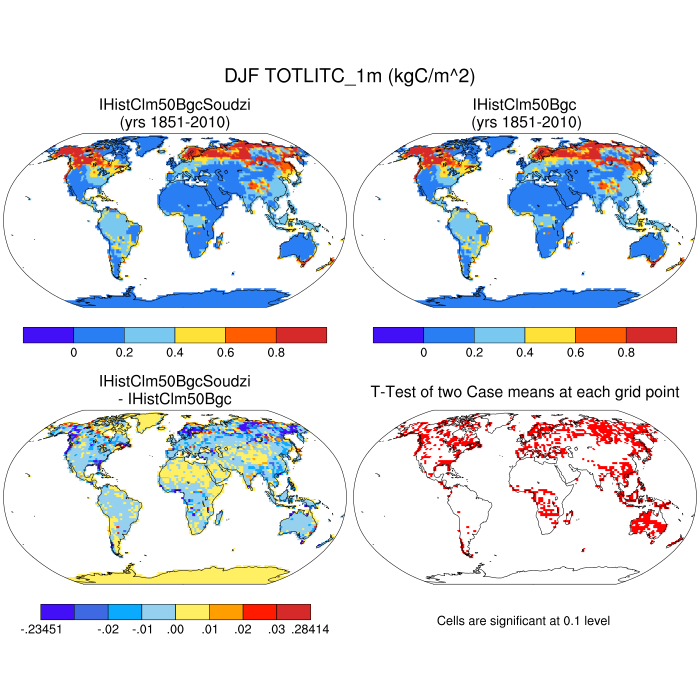 DJF TOTLITC_1m (kgC/m^2)
IHistClm50BgcSoudzi
(yrs 1851-2010)
IHistClm50Bgc
(yrs 1851-2010)
0 0.2 0.4 0.6 0.8
0 0.2 0.4 0.6 0.8
IHistClm50BgcSoudzi
- IHistClm50Bgc
T-Test of two Case means at each grid point
-.23451 -.02 -.01 .00 .01 .02 .03 .28414
Cells are significant at 0.1 level